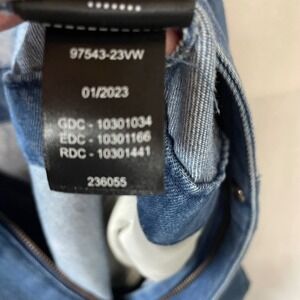 97543-23VW
01/2023
GDC - 10301034
EDC - 10301166
RDC - 10301441
236055